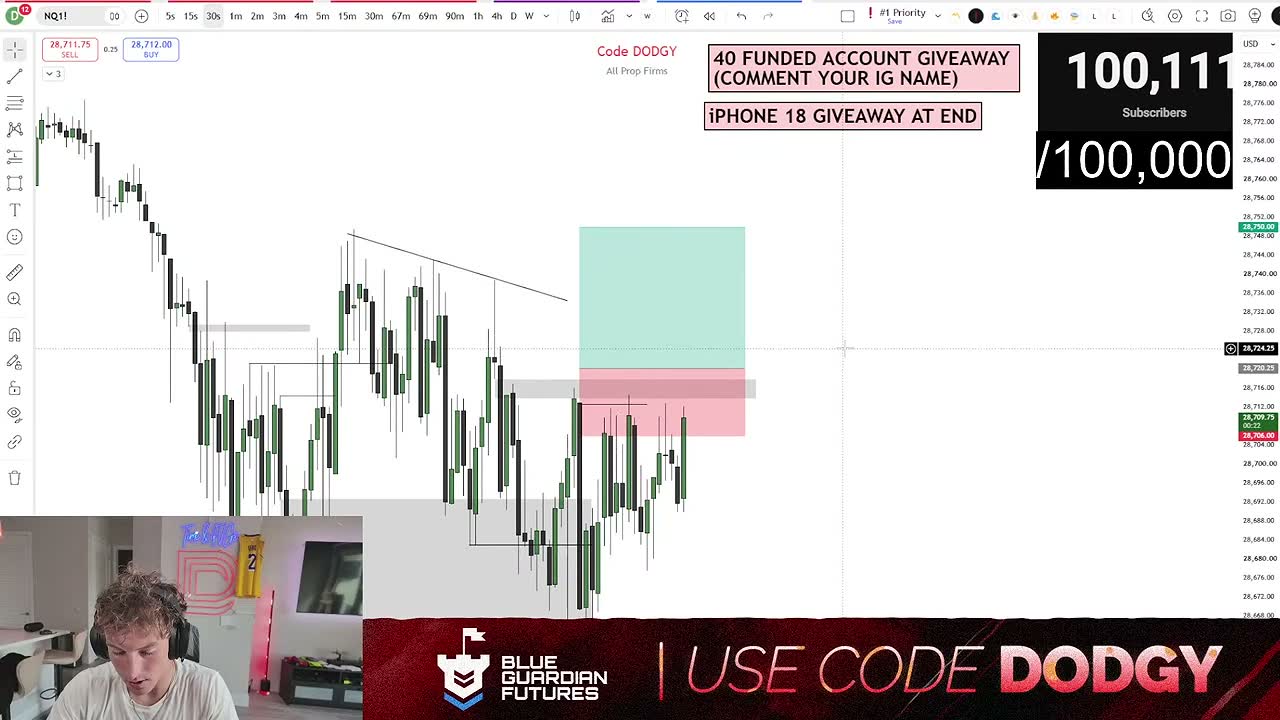 12
NQ1!
5s 15s 30s 1m 2m 3m 4m 5m 15m 30m 67m 69m 90m 1h 4h D W
w
#1 Priority
Save
L L
28,711.75
SELL
0.25
28,712.00
BUY
3
Code DODGY
All Prop Firms
40 FUNDED ACCOUNT GIVEAWAY
(COMMENT YOUR IG NAME)
iPHONE 18 GIVEAWAY AT END
100,111
Subscribers
/100,000
USD
28,784.00
28,780.00
28,776.00
28,772.00
28,768.00
28,764.00
28,760.00
28,756.00
28,752.00
28,750.00
28,748.00
28,744.00
28,740.00
28,736.00
28,732.00
28,728.00
28,724.25
28,720.25
28,716.00
28,712.00
28,709.75
00:22
28,706.00
28,704.00
28,700.00
28,696.00
28,692.00
28,688.00
28,684.00
28,680.00
28,676.00
28,672.00
28,668.00
D
2
BLUE
GUARDIAN
FUTURES
USE CODE DODGY